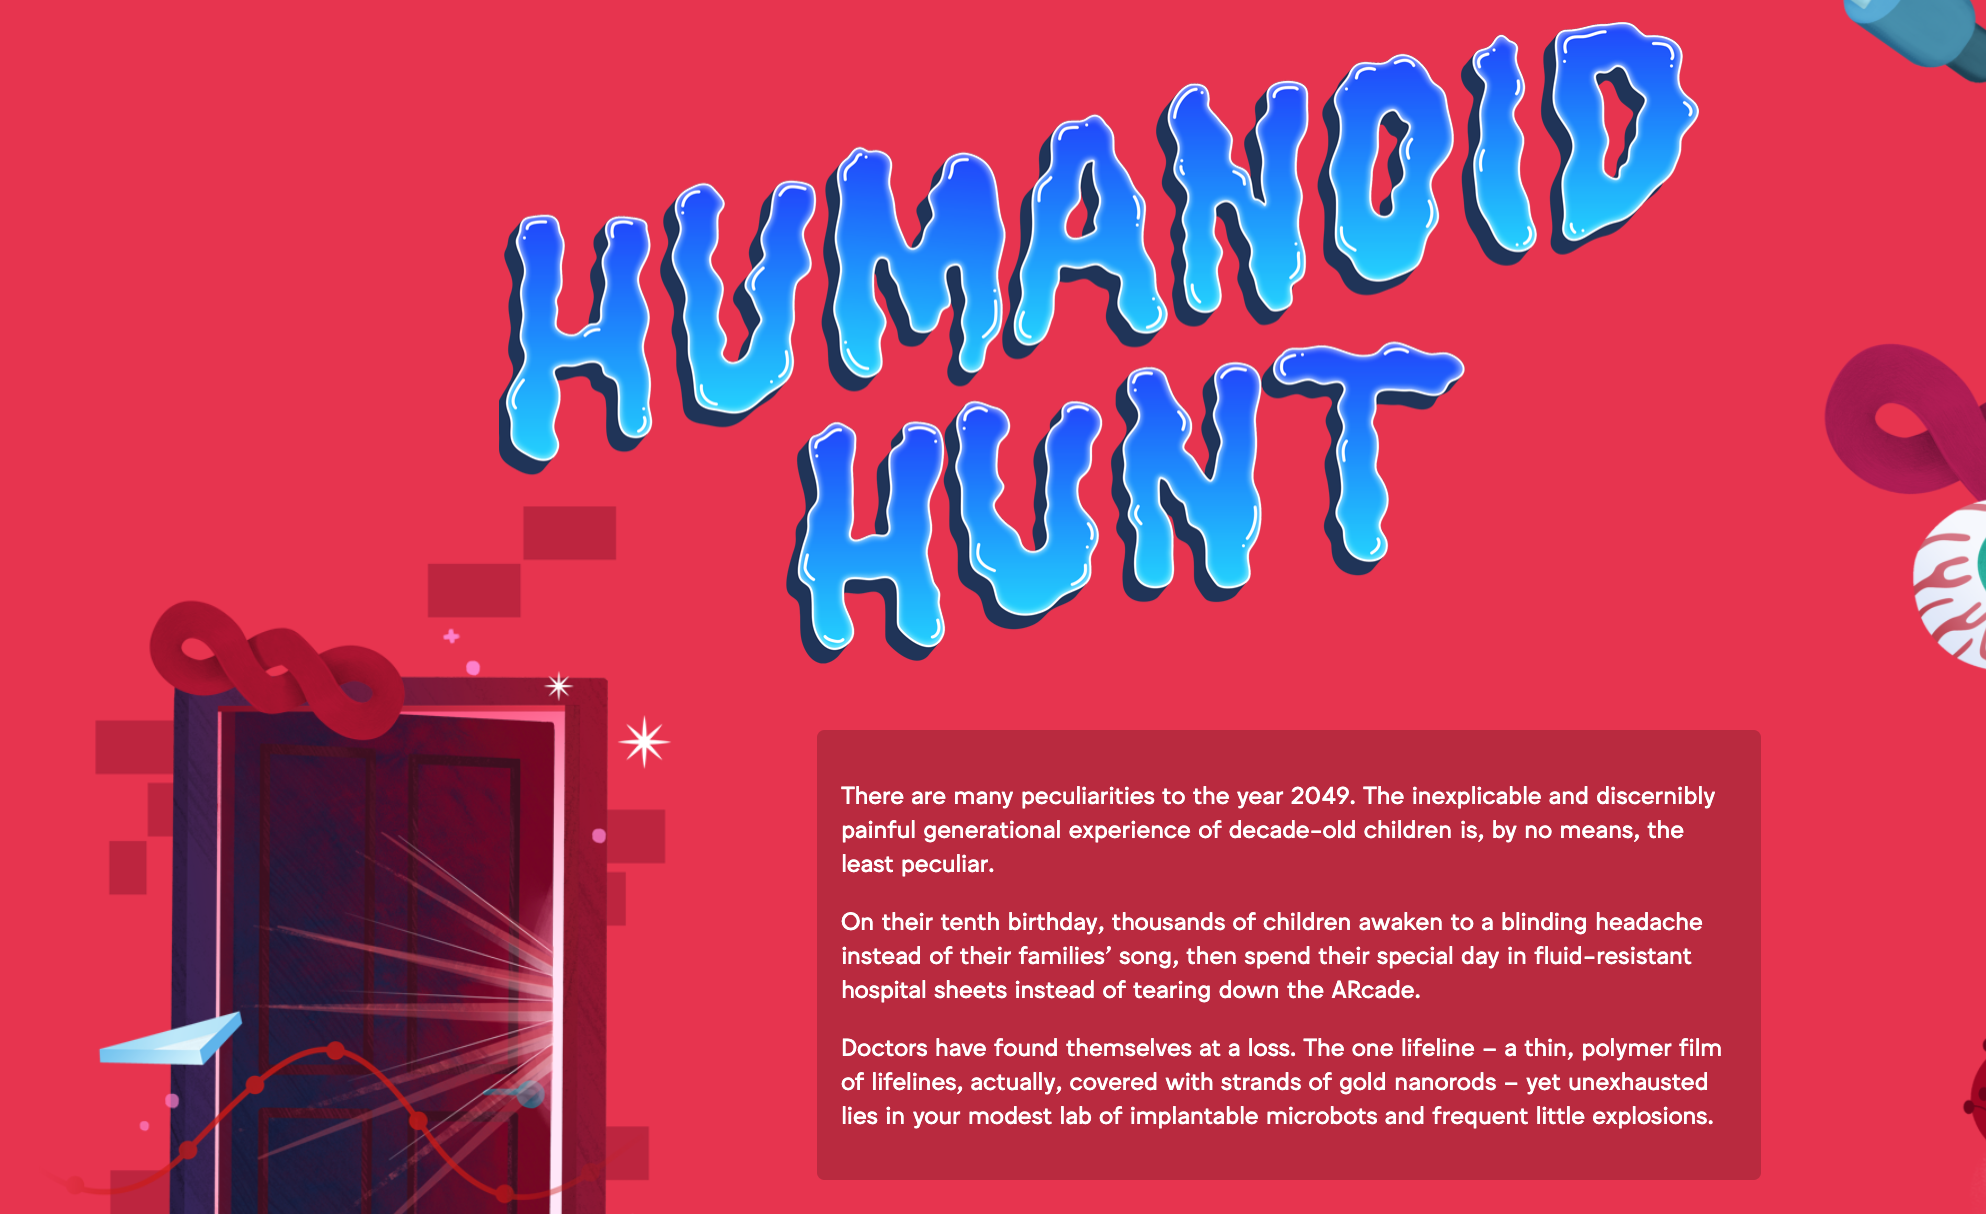 HUMANOID
HUNT
There are many peculiarities to the year 2049. The inexplicable and discernibly
painful generational experience of decade-old children is, by no means, the
least peculiar.
On their tenth birthday, thousands of children awaken to a blinding headache
instead of their families’ song, then spend their special day in fluid-resistant
hospital sheets instead of tearing down the ARcade.
Doctors have found themselves at a loss. The one lifeline – a thin, polymer film
of lifelines, actually, covered with strands of gold nanorods – yet unexhausted
lies in your modest lab of implantable microbots and frequent little explosions.